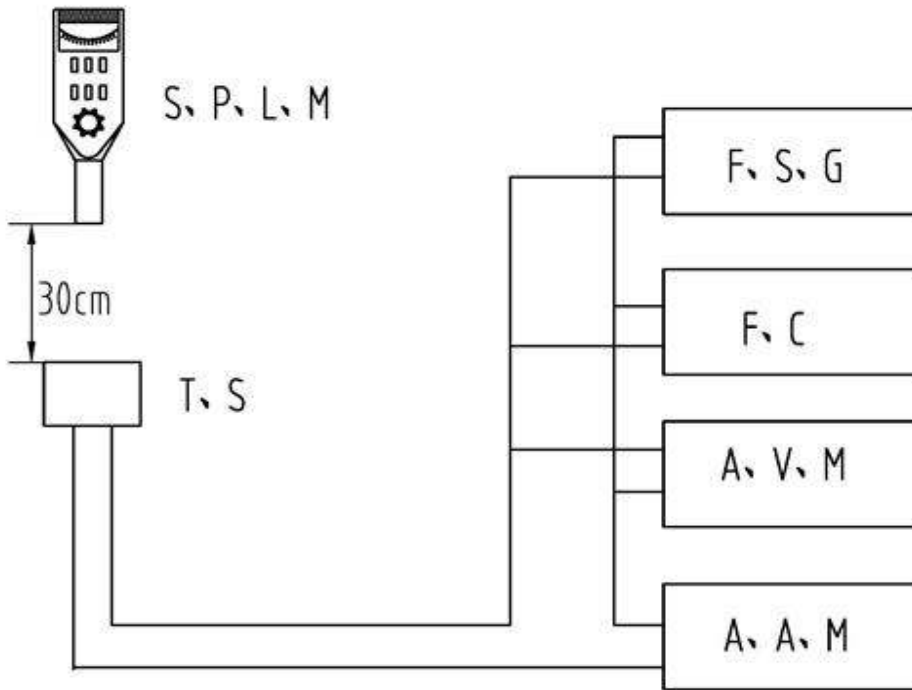 S、P、L、M
F、S、G
30cm
F、C
T、S
A、V、M
A、A、M